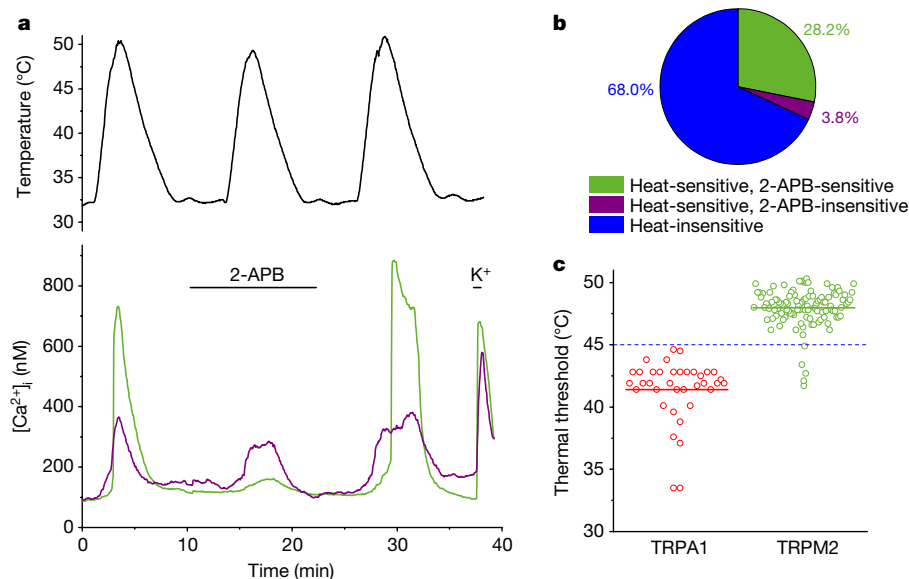 a
Temperature (°C)
50
45
40
35
30
[Ca²⁺]ᵢ (nM)
800
600
400
200
0
2-APB
K⁺
0 10 20 30 40
Time (min)
b
28.2%
3.8%
68.0%
Heat-sensitive, 2-APB-sensitive
Heat-sensitive, 2-APB-insensitive
Heat-insensitive
c
Thermal threshold (°C)
50
45
40
35
30
TRPA1 TRPM2